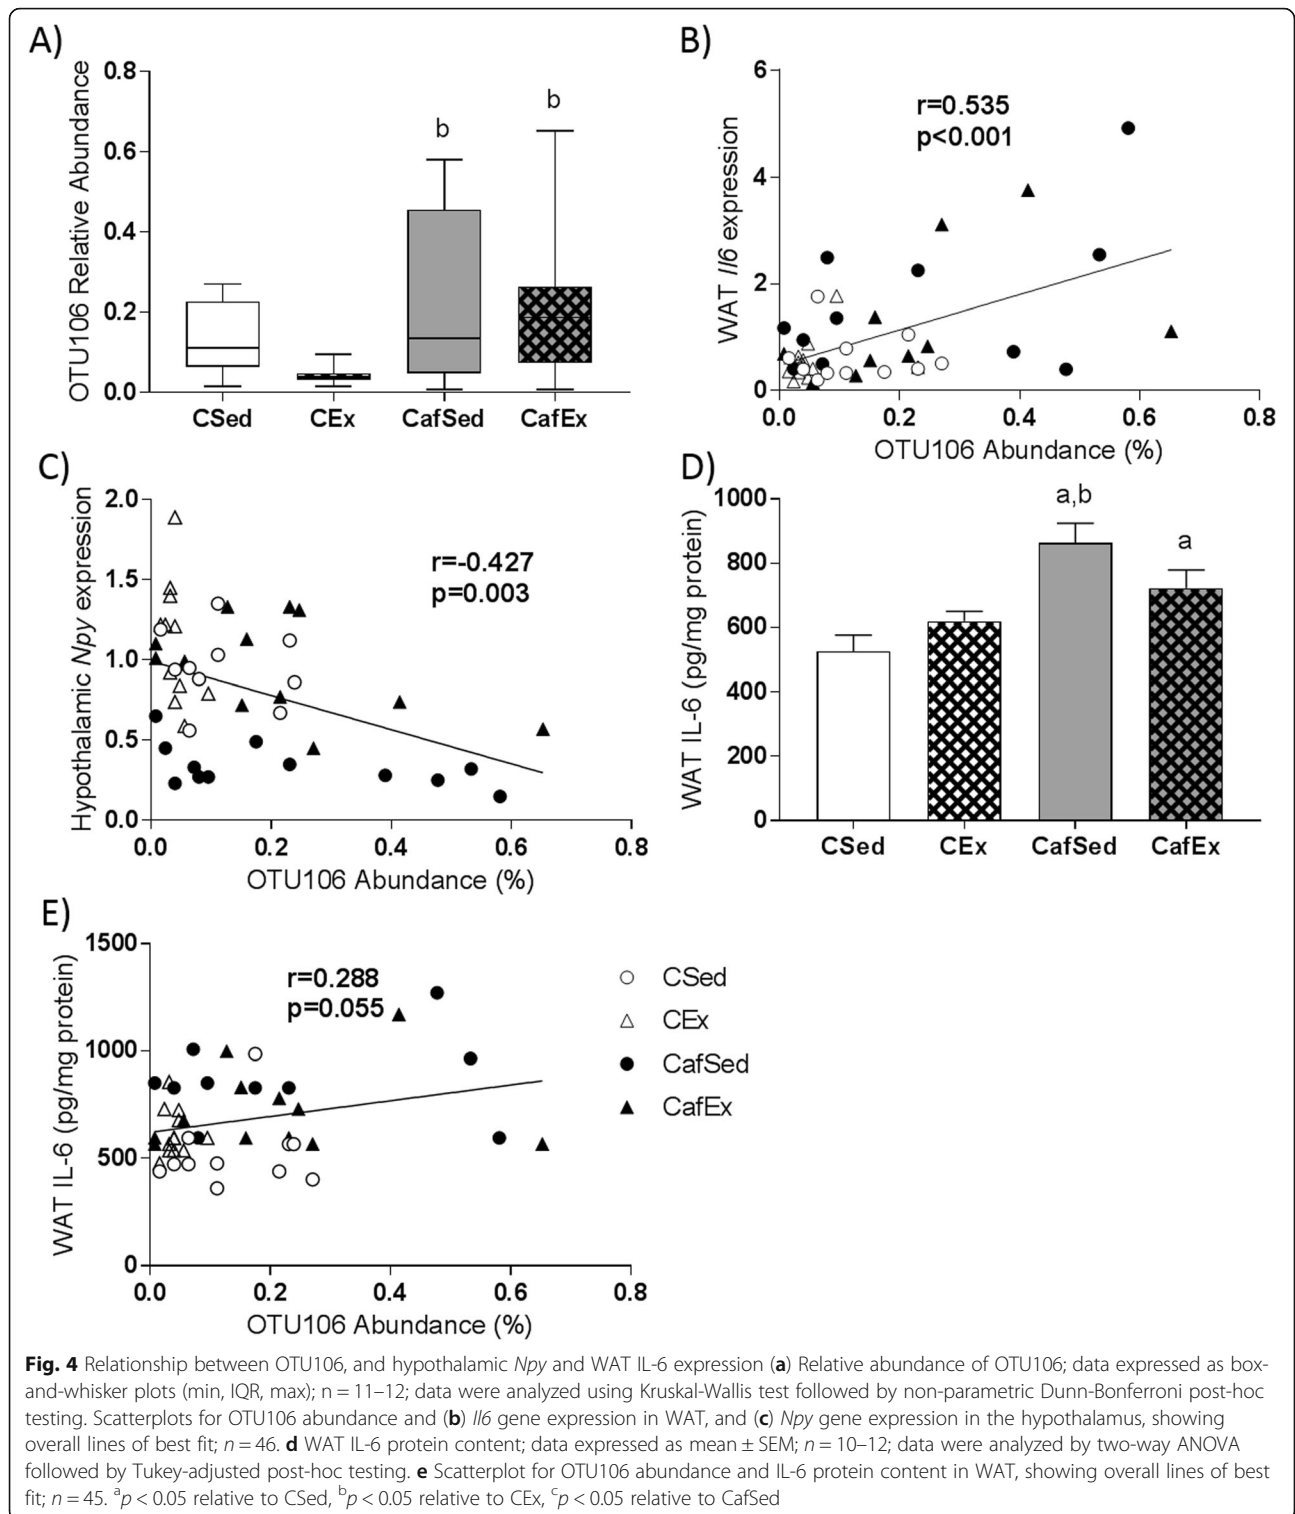 A)
OTU106 Relative Abundance
0.8
0.6
0.4
0.2
0.0
b
b
CSed CEx CafSed CafEx
B)
WAT Il6 expression
6
4
2
0
r=0.535
p<0.001
0.0 0.2 0.4 0.6 0.8
OTU106 Abundance (%)
C)
Hypothalamic Npy expression
2.0
1.5
1.0
0.5
0.0
r=-0.427
p=0.003
0.0 0.2 0.4 0.6 0.8
OTU106 Abundance (%)
D)
WAT IL-6 (pg/mg protein)
1000
800
600
400
200
0
a,b
a
CSed CEx CafSed CafEx
E)
WAT IL-6 (pg/mg protein)
1500
1000
500
0
r=0.288
p=0.055
0.0 0.2 0.4 0.6 0.8
OTU106 Abundance (%)
CSed
CEx
CafSed
CafEx
Fig. 4 Relationship between OTU106, and hypothalamic Npy and WAT IL-6 expression (a) Relative abundance of OTU106; data expressed as box-
and-whisker plots (min, IQR, max); n = 11–12; data were analyzed using Kruskal-Wallis test followed by non-parametric Dunn-Bonferroni post-hoc
testing. Scatterplots for OTU106 abundance and (b) Il6 gene expression in WAT, and (c) Npy gene expression in the hypothalamus, showing
overall lines of best fit; n = 46. d WAT IL-6 protein content; data expressed as mean ± SEM; n = 10–12; data were analyzed by two-way ANOVA
followed by Tukey-adjusted post-hoc testing. e Scatterplot for OTU106 abundance and IL-6 protein content in WAT, showing overall lines of best
fit; n = 45. ap < 0.05 relative to CSed, bp < 0.05 relative to CEx, cp < 0.05 relative to CafSed